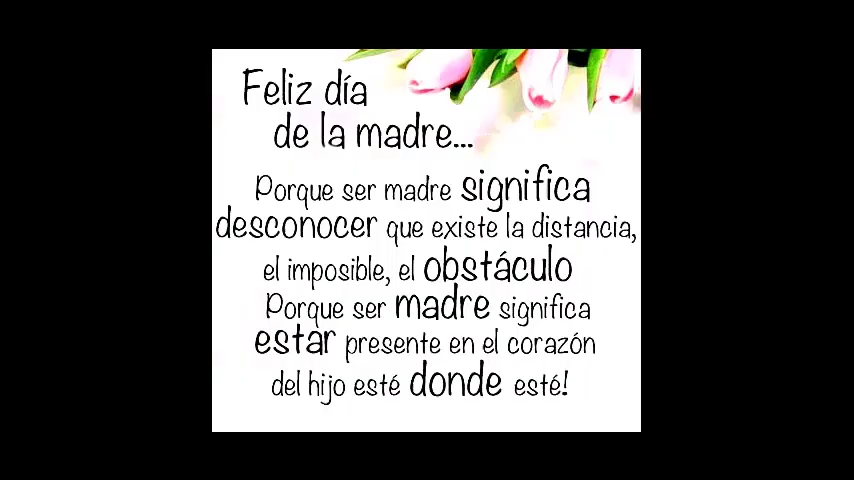 Feliz día
de la madre...
Porque ser madre significa
desconocer que existe la distancia,
el imposible, el obstáculo
Porque ser madre significa
estar presente en el corazón
del hijo esté donde esté!